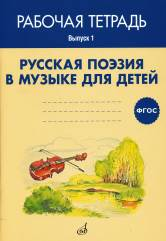 РАБОЧАЯ ТЕТРАДЬ
Выпуск 1
РУССКАЯ ПОЭЗИЯ
В МУЗЫКЕ ДЛЯ ДЕТЕЙ
ФГОС